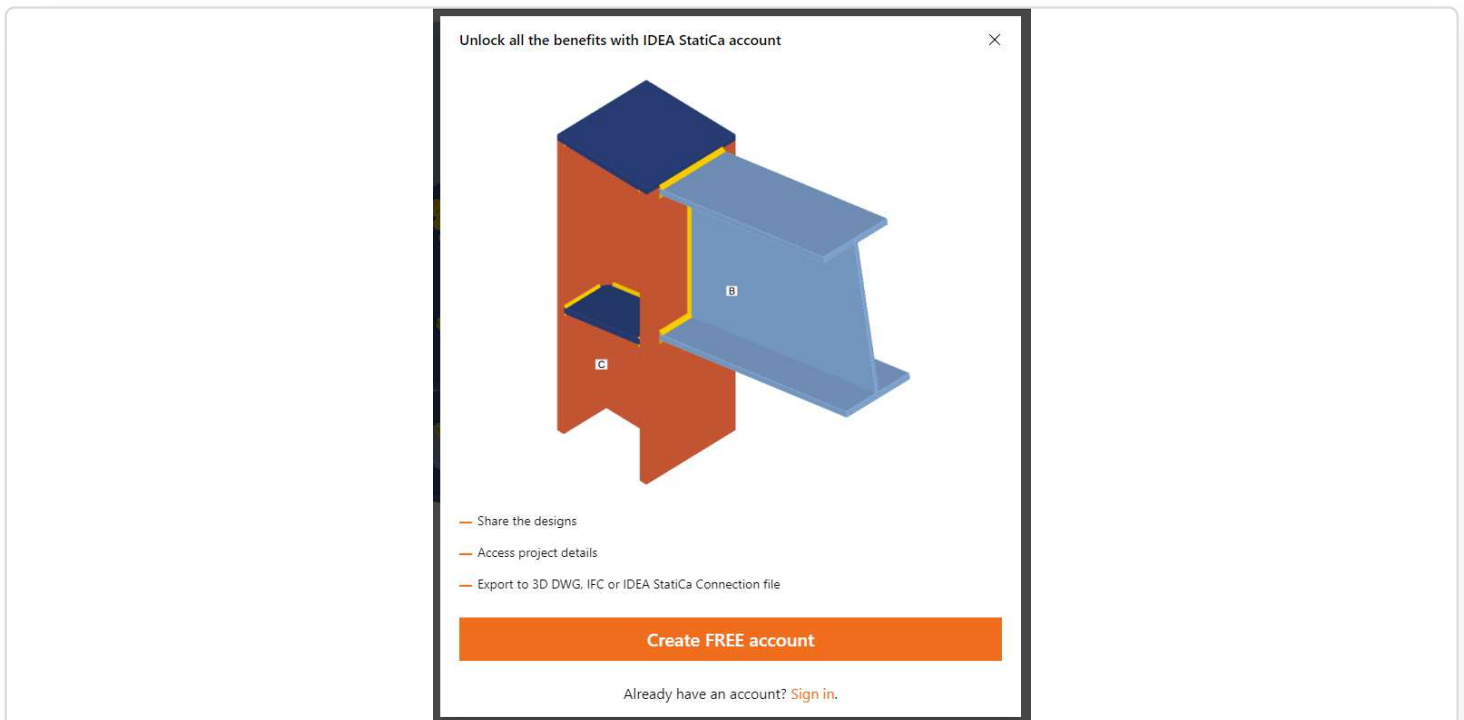 Unlock all the benefits with IDEA StatiCa account
B
C
— Share the designs
— Access project details
— Export to 3D DWG, IFC or IDEA StatiCa Connection file
Create FREE account
Already have an account? Sign in.